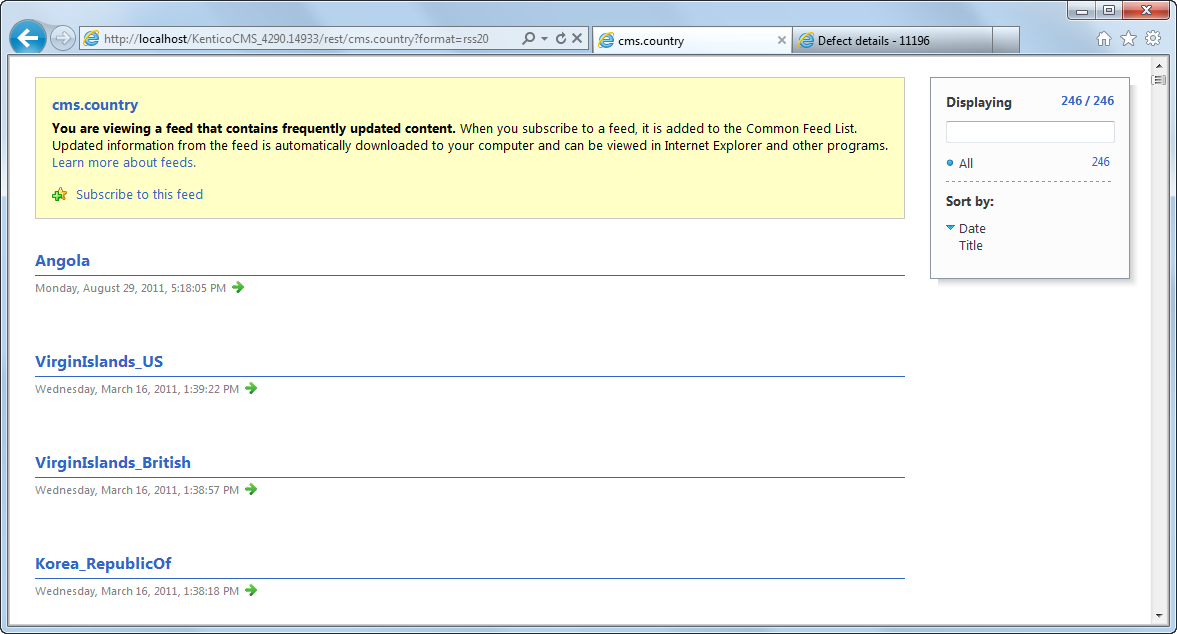 http://localhost/KenticoCMS_4290.14933/rest/cms.country?format=rss20
cms.country
Defect details - 11196
cms.country
You are viewing a feed that contains frequently updated content. When you subscribe to a feed, it is added to the Common Feed List.
Updated information from the feed is automatically downloaded to your computer and can be viewed in Internet Explorer and other programs.
Learn more about feeds.
Subscribe to this feed
Displaying 246 / 246
All 246
Sort by:
Date
Title
Angola
Monday, August 29, 2011, 5:18:05 PM
VirginIslands_US
Wednesday, March 16, 2011, 1:39:22 PM
VirginIslands_British
Wednesday, March 16, 2011, 1:38:57 PM
Korea_RepublicOf
Wednesday, March 16, 2011, 1:38:18 PM